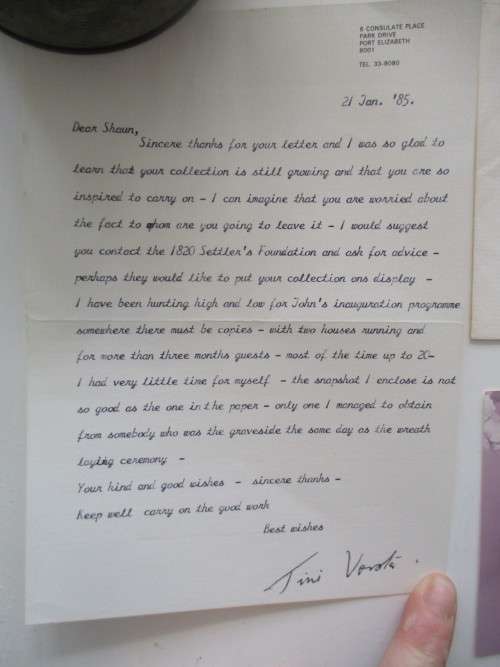 6 CONSULATE PLACE
PARK DRIVE
PORT ELIZABETH
6001
TEL 33-8080
21 Jan. '85.
Dear Shaun,
Sincere thanks for your letter and I was so glad to
learn that your collection is still growing and that you are so
inspired to carry on - I can imagine that you are worried about
the fact to whom are you going to leave it - I would suggest
you contact the 1820 Settler's Foundation and ask for advice -
perhaps they would like to put your collection ons display -
I have been hunting high and low for John's inauguration programme
somewhere there must be copies - with two houses running and
for more than three months guests - most of the time up to 20-
I had very little time for myself - the snapshot I enclose is not
so good as the one in the paper - only one I managed to obtain
from somebody who was the graveside the same day as the wreath
laying ceremony -
Your kind and good wishes - sincere thanks -
Keep well carry on the good work
Best wishes
Tini Vorster